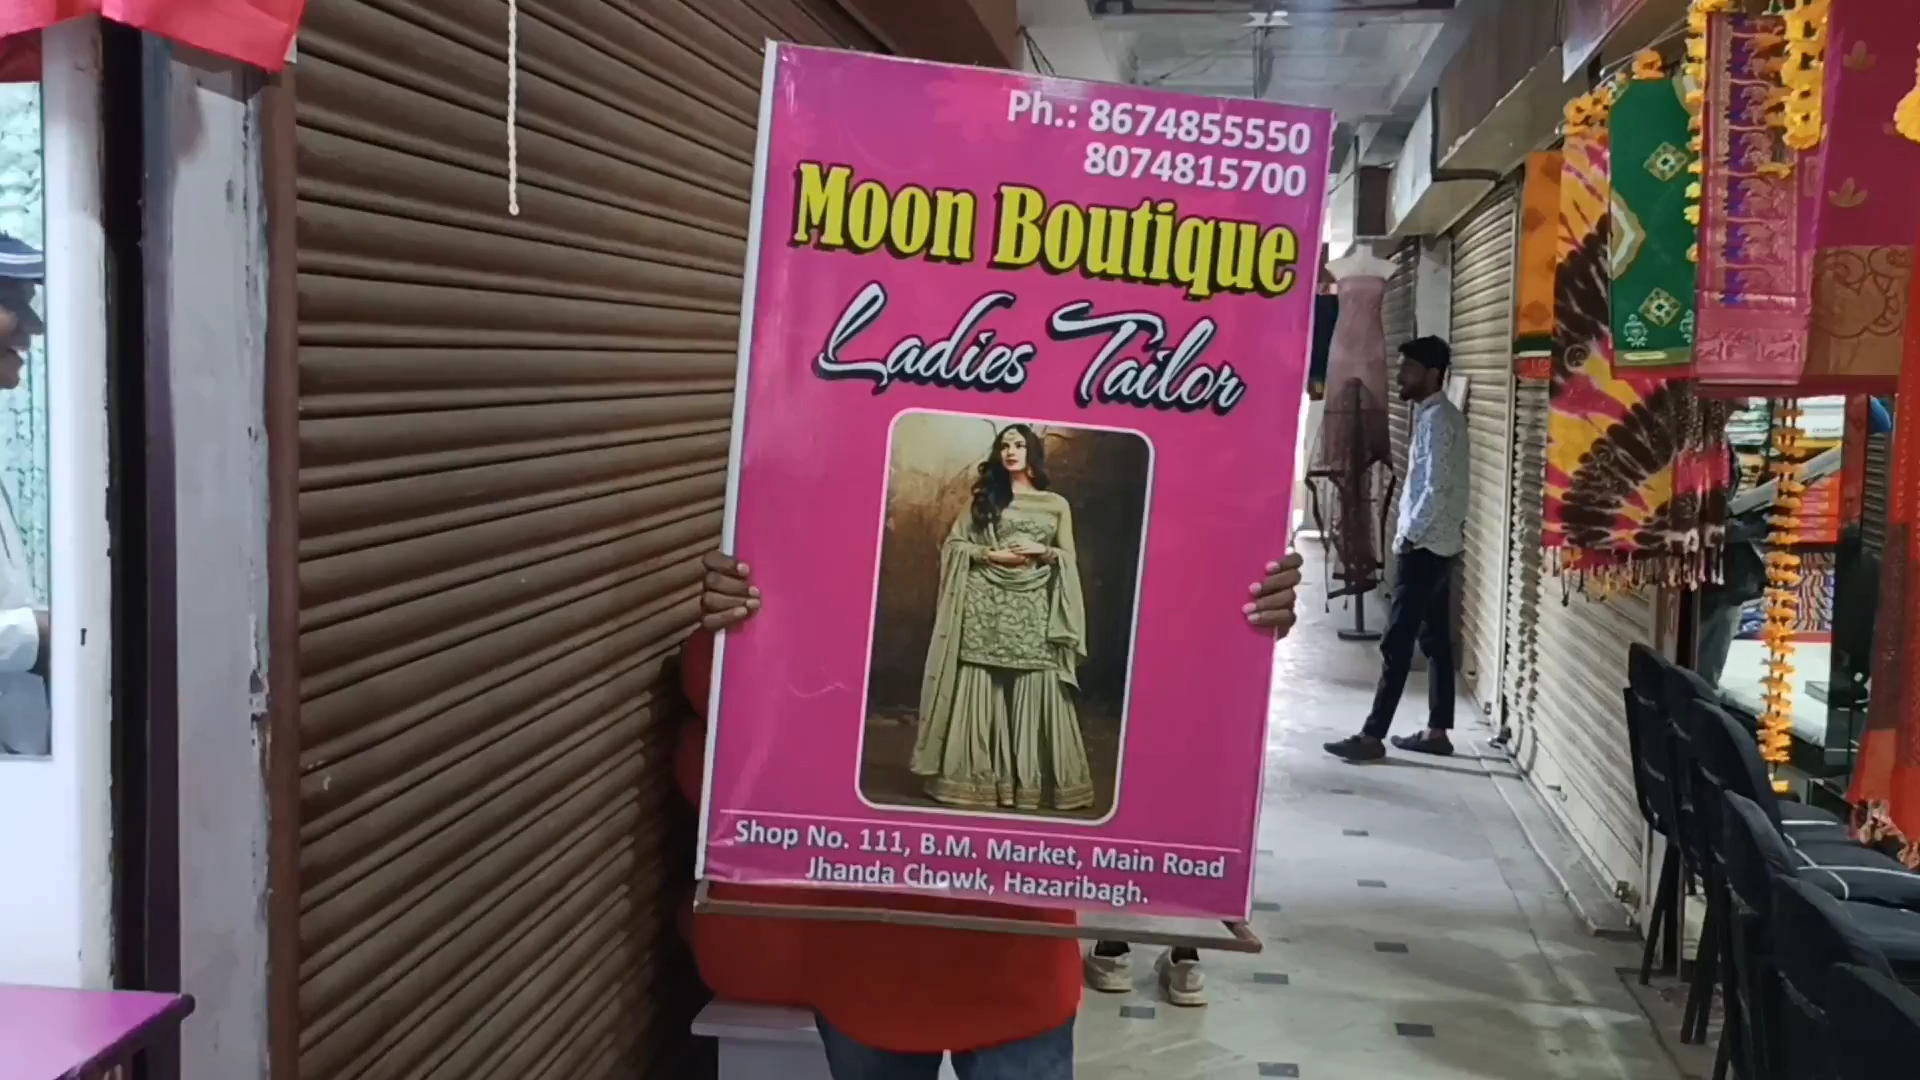 Ph.: 8674855550
8074815700
Moon Boutique
Ladies Tailor
Shop No. 111, B.M. Market, Main Road
Jhanda Chowk, Hazaribagh.